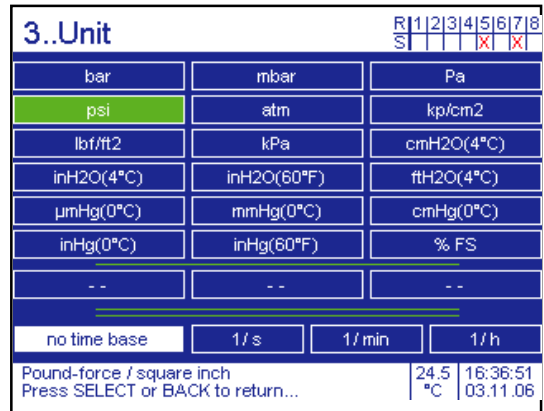 3..Unit
R 1 2 3 4 5 6 7 8
S X X
bar mbar Pa
psi atm kp/cm2
lbf/ft2 kPa cmH2O(4°C)
inH2O(4°C) inH2O(60°F) ftH2O(4°C)
µmHg(0°C) mmHg(0°C) cmHg(0°C)
inHg(0°C) inHg(60°F) % FS
- - - - - -
no time base 1/ s 1/ min 1/ h
Pound-force / square inch 24.5 16:36:51
Press SELECT or BACK to return... °C 03.11.06